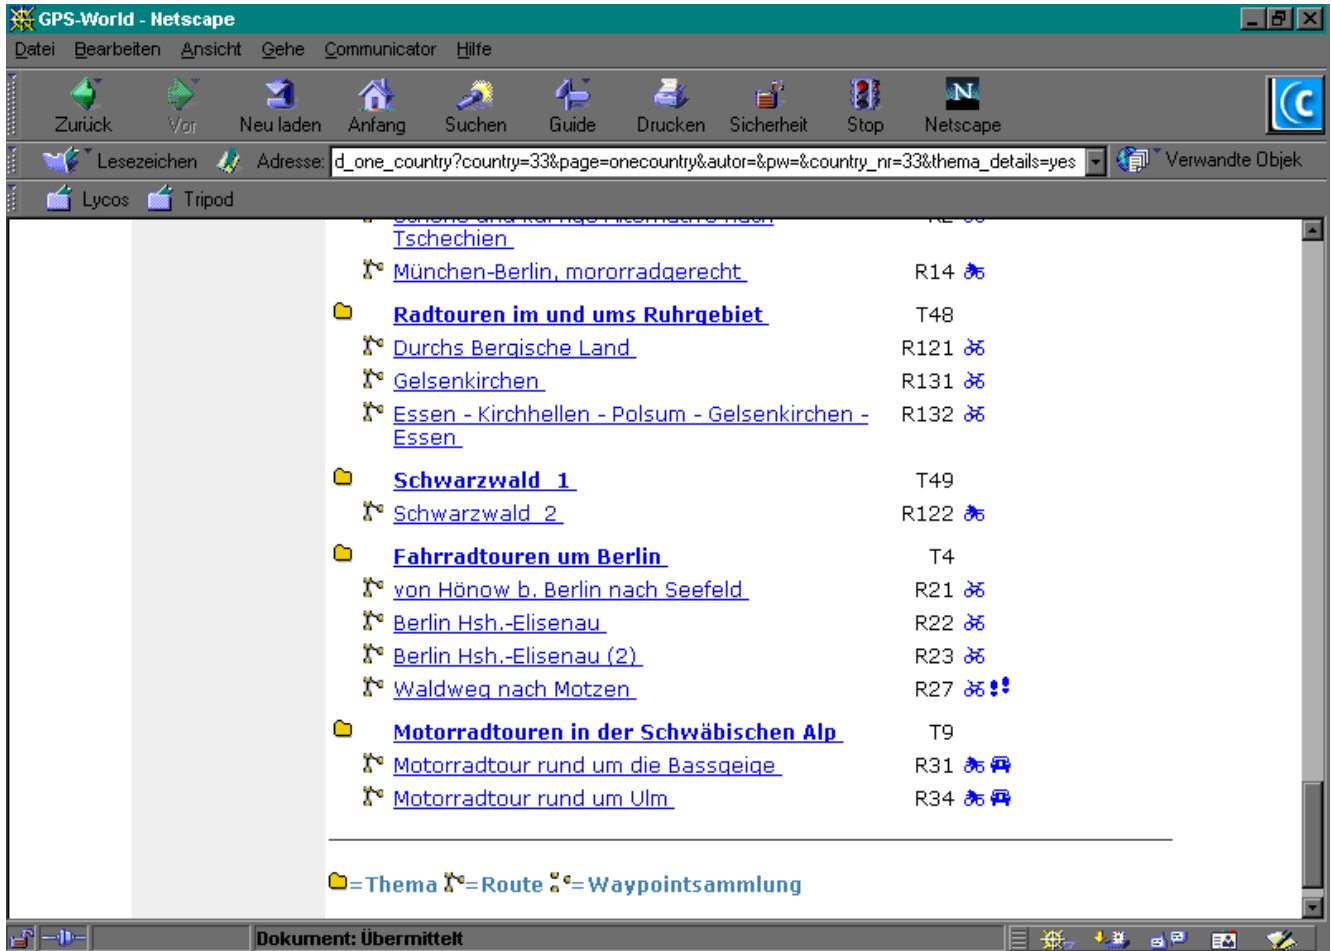 GPS-World - Netscape
Datei Bearbeiten Ansicht Gehe Communicator Hilfe
Zurück Vor Neu laden Anfang Suchen Guide Drucken Sicherheit Stop Netscape
Lesezeichen Adresse: d_one_country?country=33&page=onecountry&autor=&pw=&country_nr=33&thema_details=yes Verwandte Objek
Lycos Tripod
Tschechien
München-Berlin, mororradgerecht R14
Radtouren im und ums Ruhrgebiet T48
Durchs Bergische Land R121
Gelsenkirchen R131
Essen - Kirchhellen - Polsum - Gelsenkirchen - R132
Essen
Schwarzwald 1 T49
Schwarzwald 2 R122
Fahrradtouren um Berlin T4
von Hönow b. Berlin nach Seefeld R21
Berlin Hsh.-Elisenau R22
Berlin Hsh.-Elisenau (2) R23
Waldweg nach Motzen R27
Motorradtouren in der Schwäbischen Alp T9
Motorradtour rund um die Bassgeige R31
Motorradtour rund um Ulm R34
=Thema =Route =Waypointsammlung
Dokument: Übermittelt